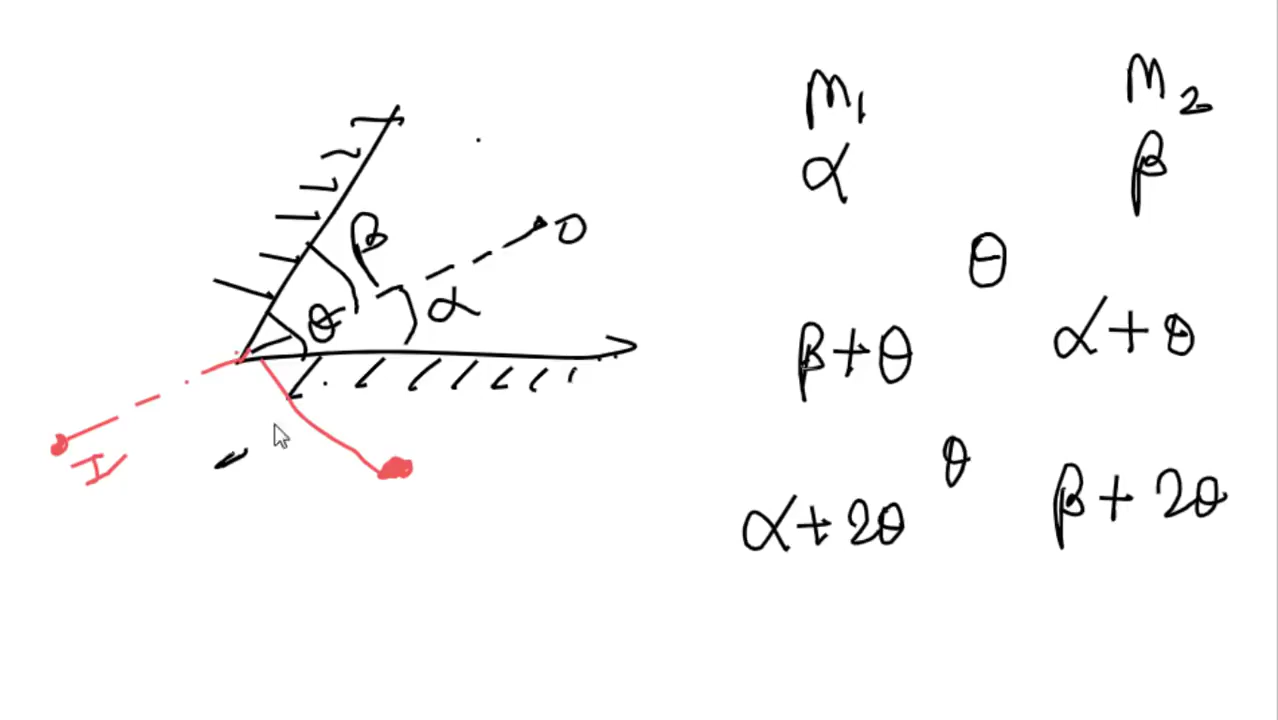 M₁ M₂
α β
θ
β+θ α+θ
θ
α+2θ β+2θ
β
O
θ α
I